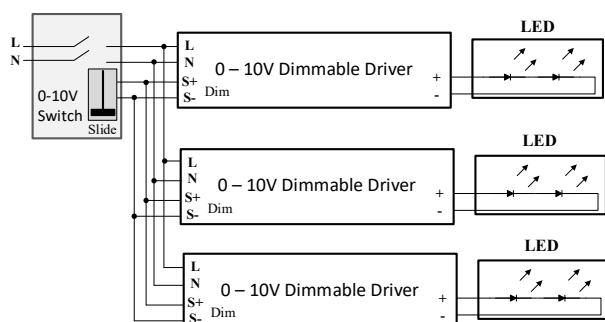 LED
L
N
0-10V
Switch
Slide
L
N
S+
S-
Dim
0 – 10V Dimmable Driver
+
-
LED
L
N
S+
S-
Dim
0 – 10V Dimmable Driver
+
-
LED
L
N
S+
S-
Dim
0 – 10V Dimmable Driver
+
-